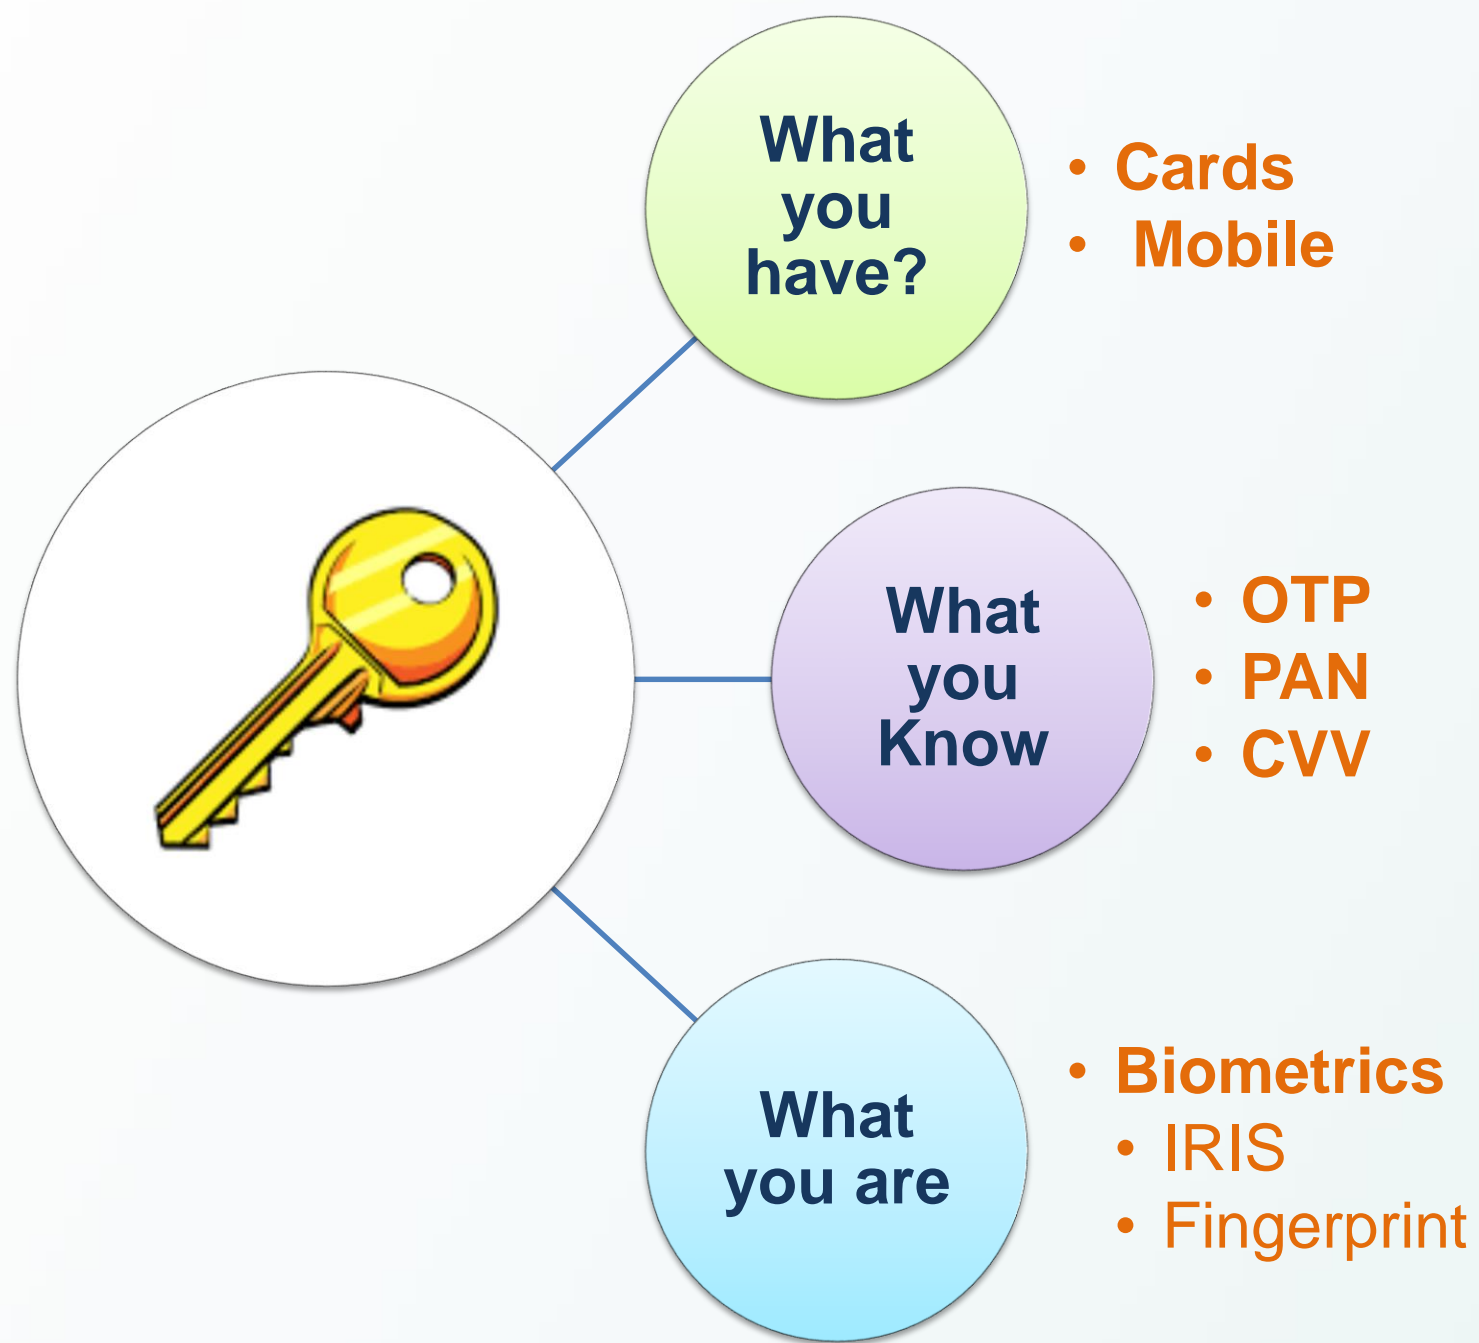 What
you
have?
• Cards
• Mobile
What
you
Know
• OTP
• PAN
• CVV
What
you are
• Biometrics
• IRIS
• Fingerprint